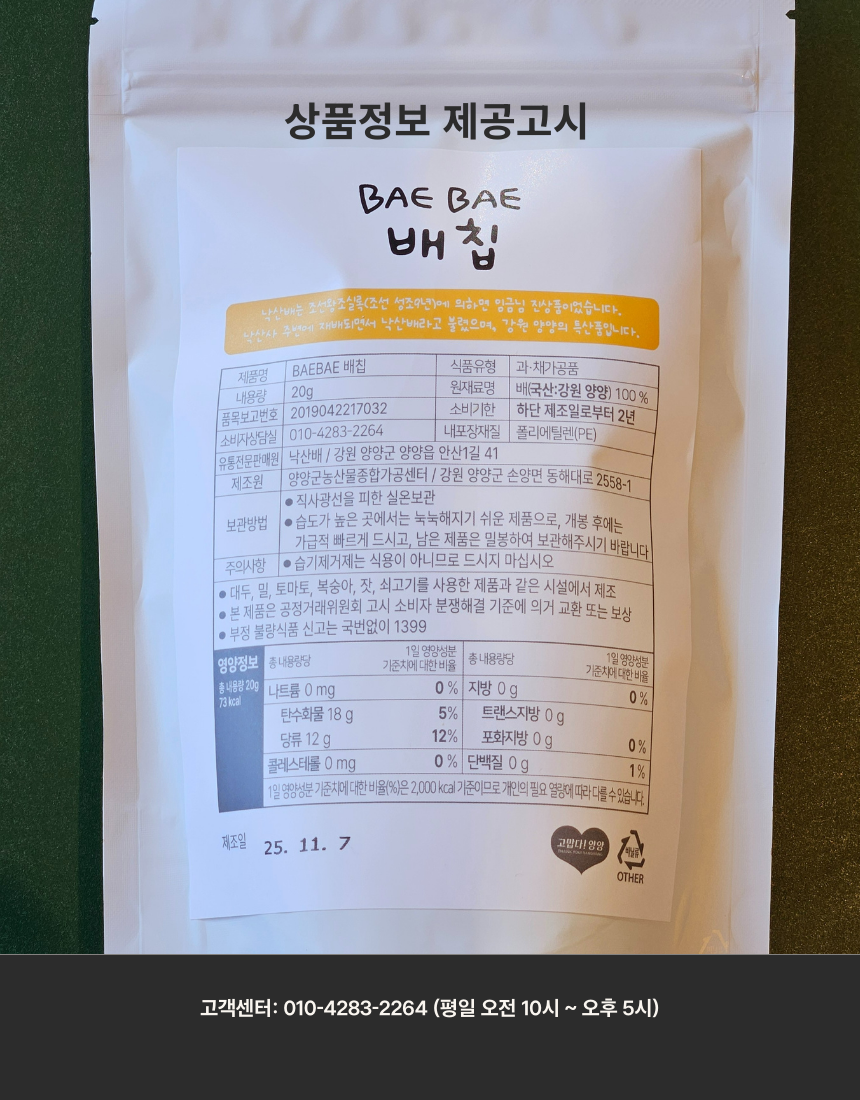 상품정보 제공고시
BAE BAE
배칩
낙산배는 조선왕조실록(조선 성조9년)에 의하면 임금님 진상품이었습니다.
낙산사 주변에 재배되면서 낙산배라고 불렸으며, 강원 양양의 특산품입니다.
제품명 BAEBAE 배칩 식품유형 과·채가공품
내용량 20g 원재료명 배(국산:강원 양양) 100 %
품목보고번호 2019042217032 소비기한 하단 제조일로부터 2년
소비자상담실 010-4283-2264 내포장재질 폴리에틸렌(PE)
유통전문판매원 낙산배 / 강원 양양군 양양읍 안산1길 41
제조원 양양군농산물종합가공센터 / 강원 양양군 손양면 동해대로 2558-1
보관방법 ● 직사광선을 피한 실온보관
● 습도가 높은 곳에서는 눅눅해지기 쉬운 제품으로, 개봉 후에는
가급적 빠르게 드시고, 남은 제품은 밀봉하여 보관해주시기 바랍니다
주의사항 ● 습기제거제는 식용이 아니므로 드시지 마십시오
● 대두, 밀, 토마토, 복숭아, 잣, 쇠고기를 사용한 제품과 같은 시설에서 제조
● 본 제품은 공정거래위원회 고시 소비자 분쟁해결 기준에 의거 교환 또는 보상
● 부정 불량식품 신고는 국번없이 1399
영양정보
총 내용량 20g
73 kcal
총 내용량당 1일 영양성분 기준치에 대한 비율 총 내용량당 1일 영양성분 기준치에 대한 비율
나트륨 0 mg 0 % 지방 0 g 0 %
탄수화물 18 g 5% 트랜스지방 0 g
당류 12 g 12% 포화지방 0 g 0 %
콜레스테롤 0 mg 0 % 단백질 0 g 1 %
1일 영양성분 기준치에 대한 비율(%)은 2,000 kcal 기준이므로 개인의 필요 열량에 따라 다를 수 있습니다.
제조일 25. 11. 7
고맙다! 양양
비닐류
OTHER
고객센터: 010-4283-2264 (평일 오전 10시 ~ 오후 5시)